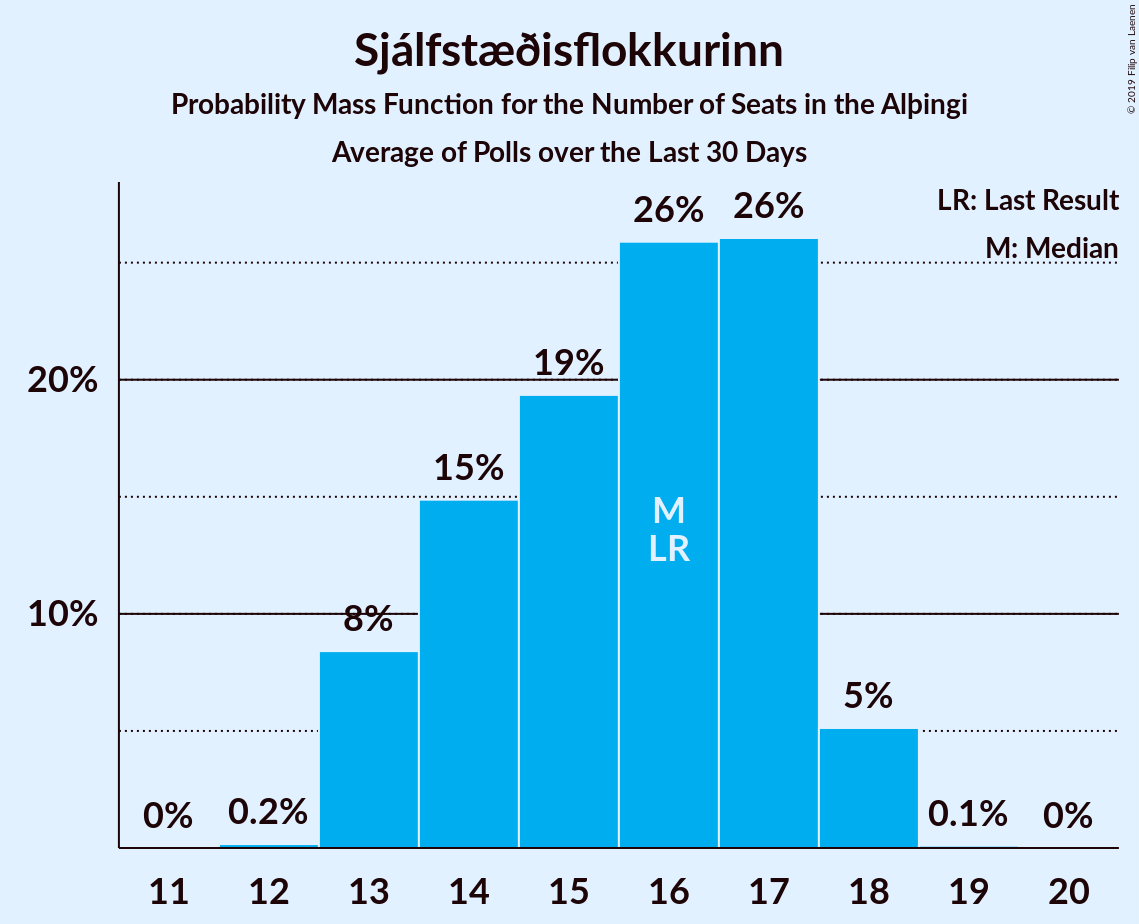 Sjálfstæðisflokkurinn
Probability Mass Function for the Number of Seats in the Alþingi
Average of Polls over the Last 30 Days
© 2019 Filip van Laenen
LR: Last Result
M: Median
26%
26%
19%
20%
15%
M
LR
10%
8%
5%
0%
0.2%
0.1%
0%
11 12 13 14 15 16 17 18 19 20